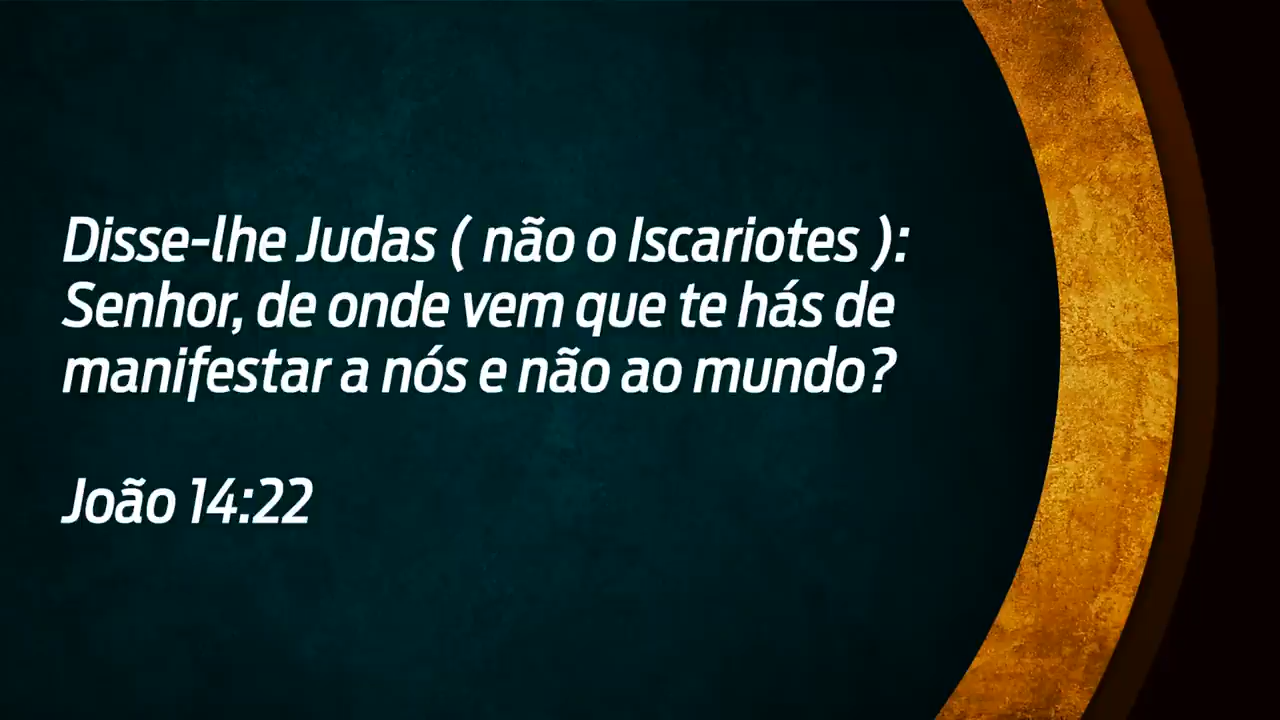 Disse-lhe Judas ( não o Iscariotes ):
Senhor, de onde vem que te hás de
manifestar a nós e não ao mundo?
João 14:22